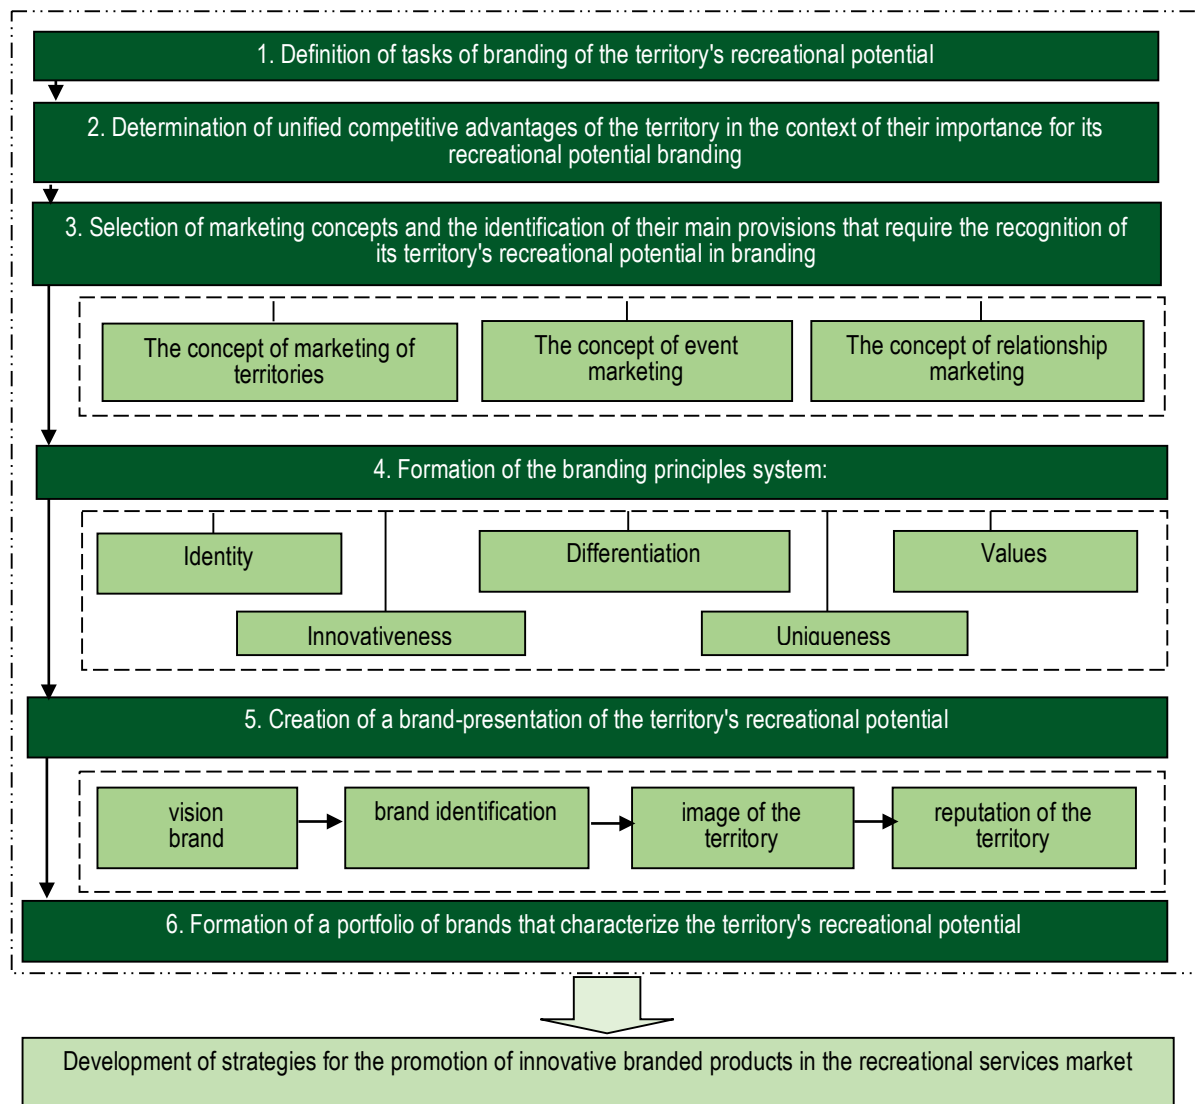 1. Definition of tasks of branding of the territory's recreational potential
2. Determination of unified competitive advantages of the territory in the context of their importance for its
recreational potential branding
3. Selection of marketing concepts and the identification of their main provisions that require the recognition of
its territory's recreational potential in branding
The concept of marketing of
territories
The concept of event
marketing
The concept of relationship
marketing
4. Formation of the branding principles system:
Identity
Differentiation
Values
Innovativeness
Uniqueness
5. Creation of a brand-presentation of the territory's recreational potential
vision
brand
brand identification
image of the
territory
reputation of the
territory
6. Formation of a portfolio of brands that characterize the territory's recreational potential
Development of strategies for the promotion of innovative branded products in the recreational services market